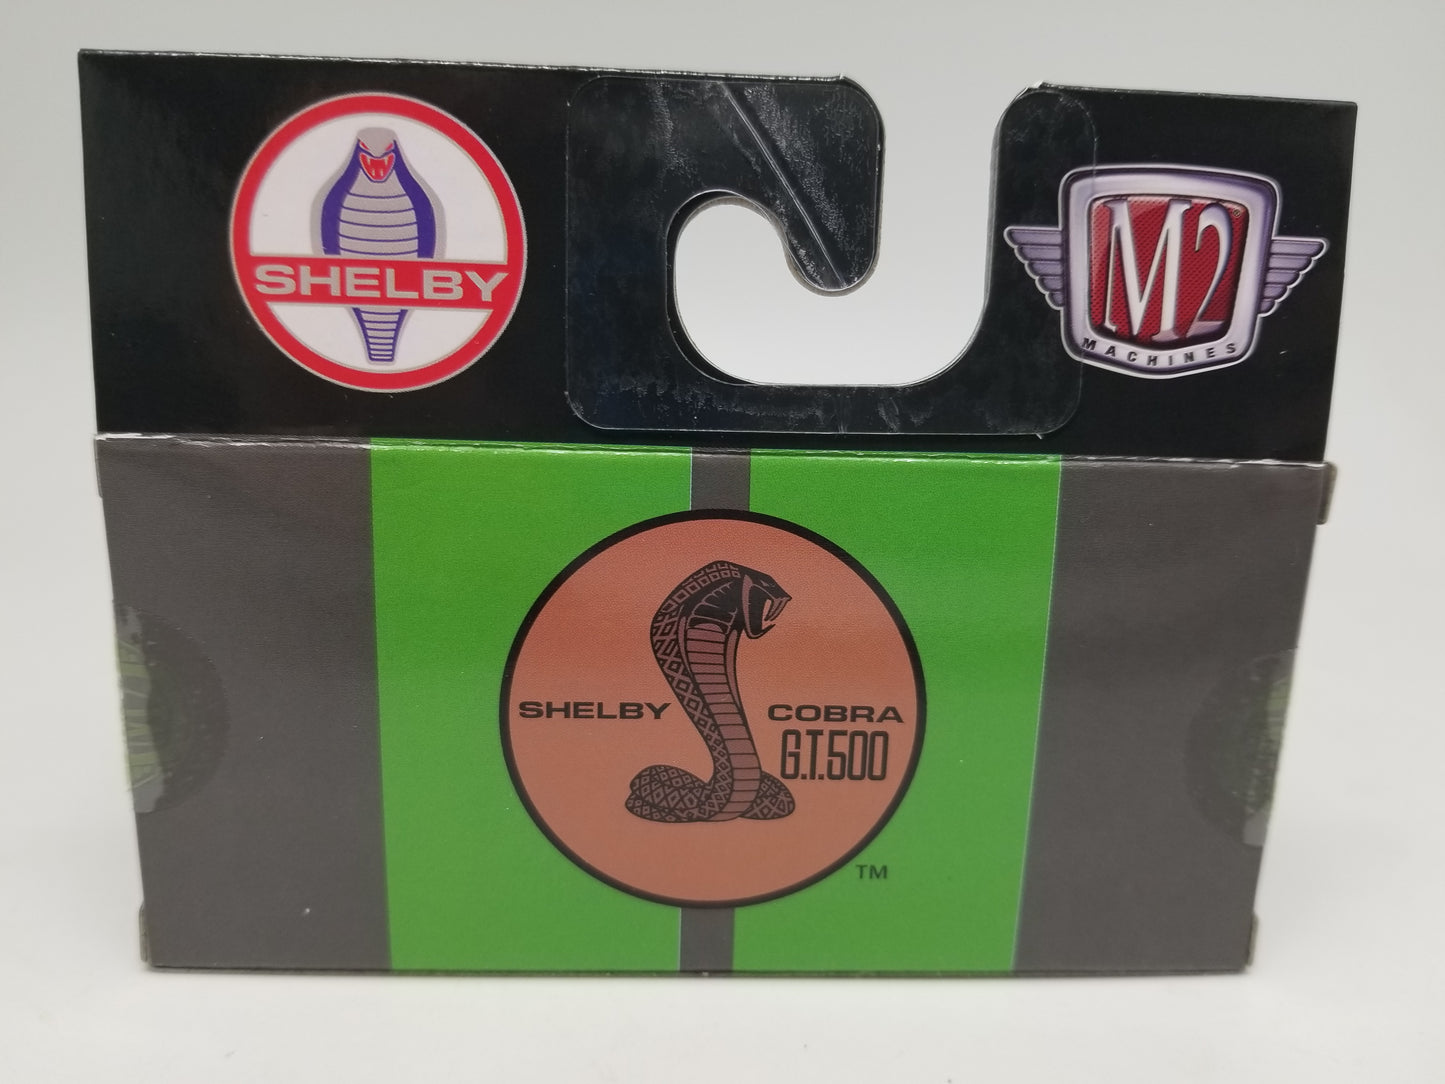 SHELBY
M2®
MACHINES
SHELBY COBRA
G.T.500
TM